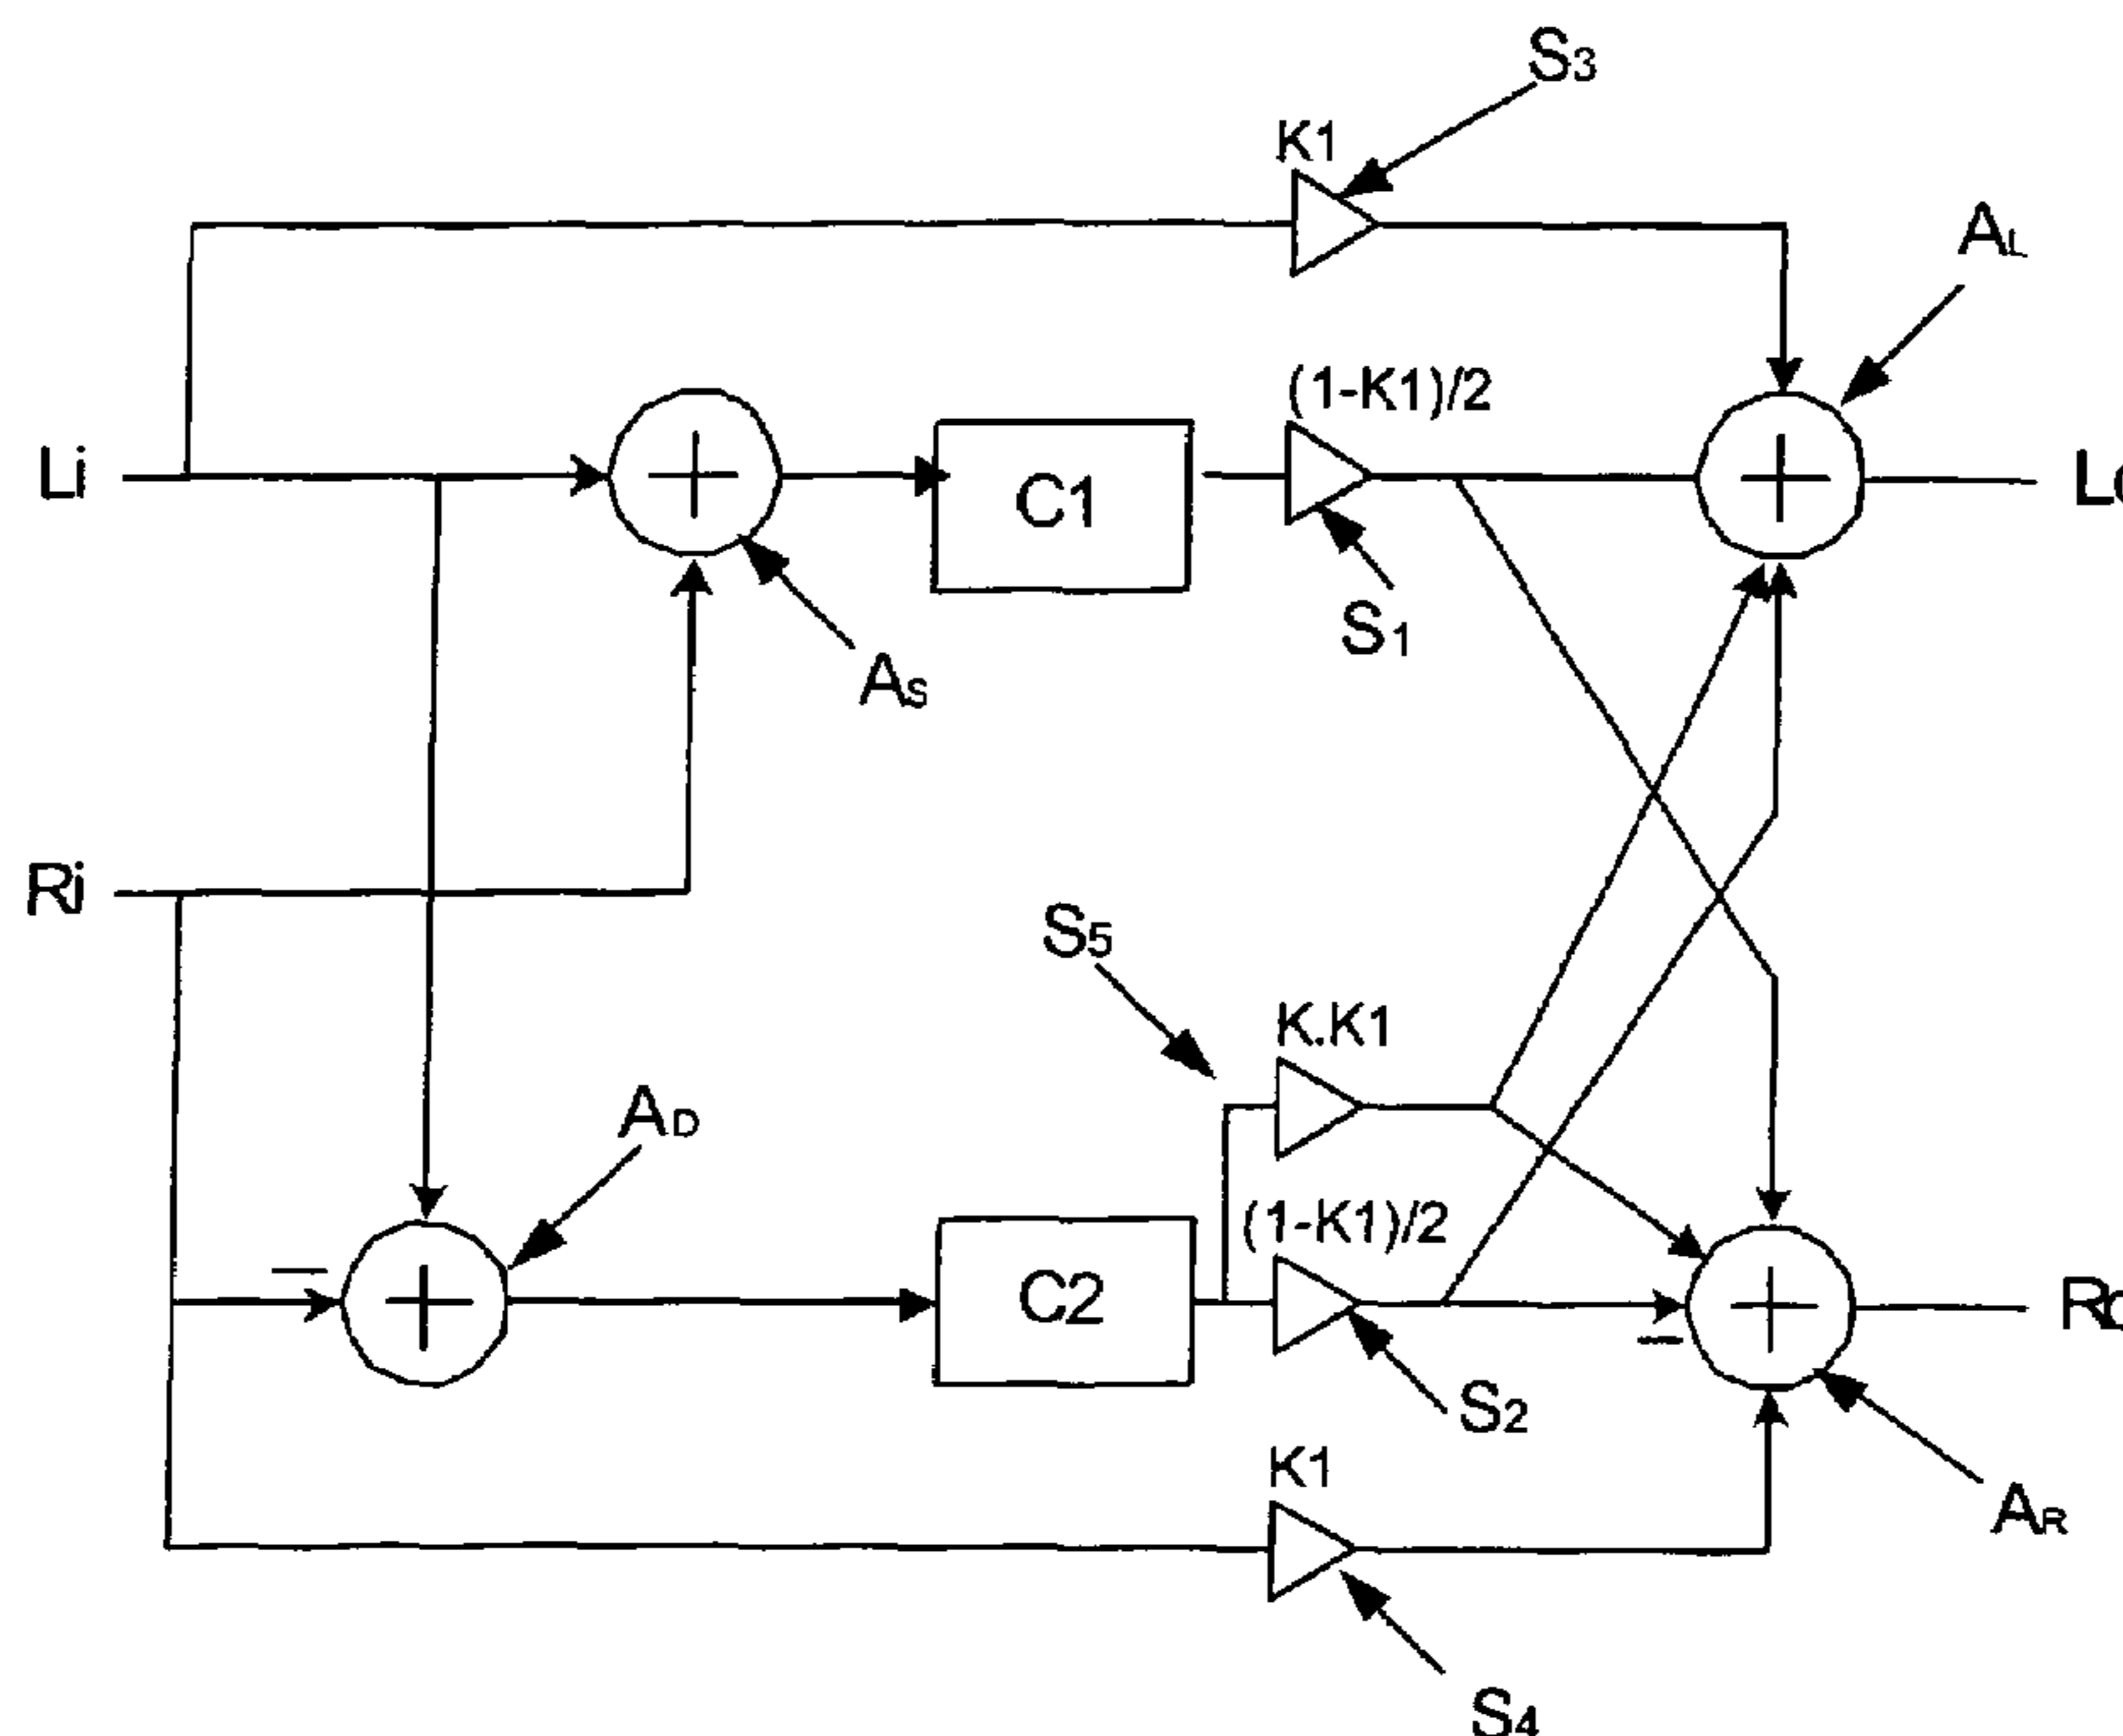 S3
K1
AL
(1-K1)/2
Li
C1
S1
AS
Ri
S5
K.K1
AD
(1-K1)/2
C2
S2
K1
AR
S4